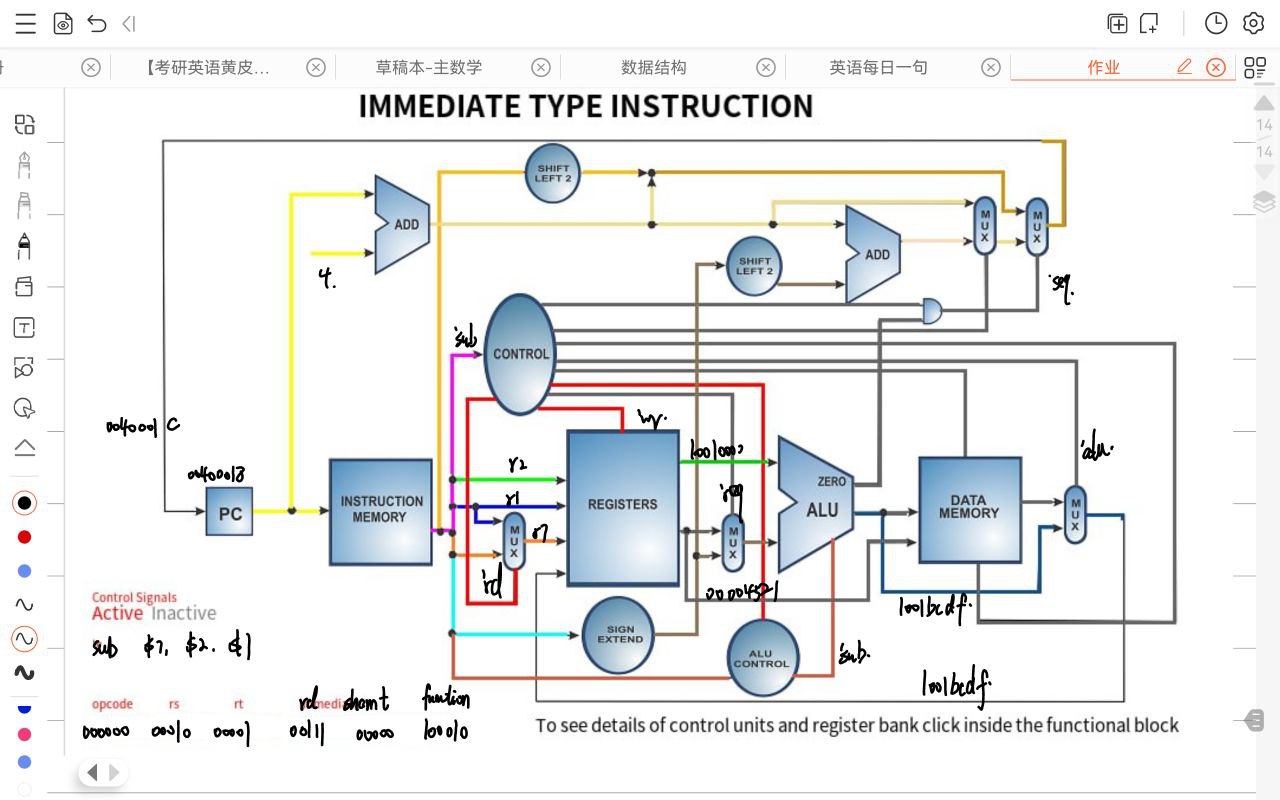 【考研英语黄皮...
草稿本-主数学
数据结构
英语每日一句
作业
14
14
IMMEDIATE TYPE INSTRUCTION
SHIFT LEFT 2
ADD
4.
MUX
MUX
SHIFT LEFT 2
ADD
seq.
sub
CONTROL
0040001C
00400018
PC
INSTRUCTION MEMORY
r2
r1
MUX
r7
rd
REGISTERS
10010000
reg
MUX
00004321
ZERO
ALU
DATA MEMORY
alu.
MUX
1001bcdf.
SIGN EXTEND
ALU CONTROL
sub.
1001bcdf.
Control Signals
Active Inactive
sub $7, $2. $1
opcode rs rt rd shamt function
000000 00010 00001 00111 00000 100010
To see details of control units and register bank click inside the functional block